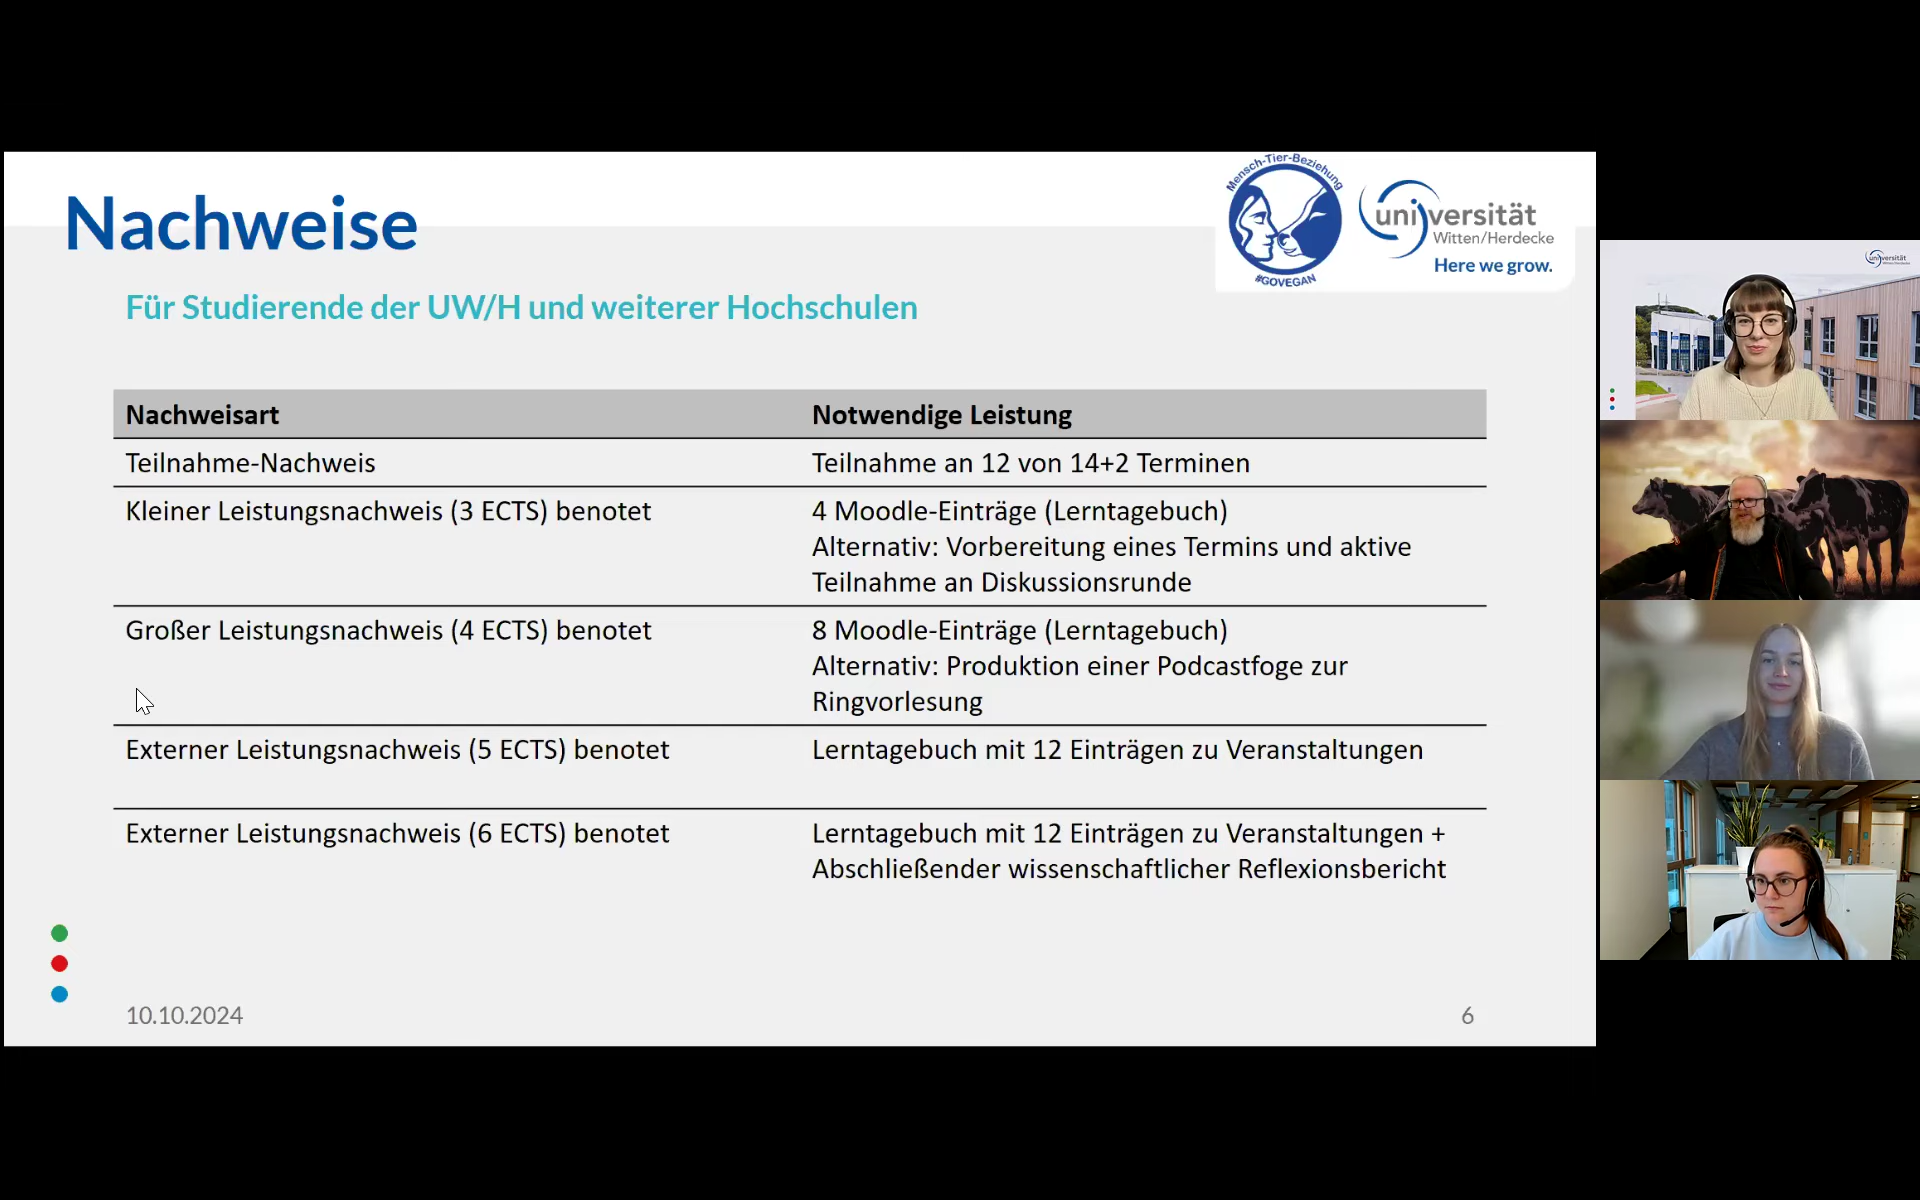 Nachweise
Mensch-Tier-Beziehung
#GOVEGAN
universität
Witten/Herdecke
Here we grow.
Für Studierende der UW/H und weiterer Hochschulen
Nachweisart
Notwendige Leistung
Teilnahme-Nachweis
Teilnahme an 12 von 14+2 Terminen
Kleiner Leistungsnachweis (3 ECTS) benotet
4 Moodle-Einträge (Lerntagebuch)
Alternativ: Vorbereitung eines Termins und aktive
Teilnahme an Diskussionsrunde
Großer Leistungsnachweis (4 ECTS) benotet
8 Moodle-Einträge (Lerntagebuch)
Alternativ: Produktion einer Podcastfoge zur
Ringvorlesung
Externer Leistungsnachweis (5 ECTS) benotet
Lerntagebuch mit 12 Einträgen zu Veranstaltungen
Externer Leistungsnachweis (6 ECTS) benotet
Lerntagebuch mit 12 Einträgen zu Veranstaltungen +
Abschließender wissenschaftlicher Reflexionsbericht
10.10.2024
6
universität